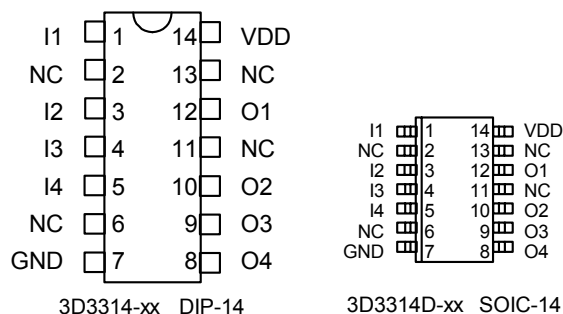 I1 1 14 VDD
NC 2 13 NC
I2 3 12 O1
I3 4 11 NC
I4 5 10 O2
NC 6 9 O3
GND 7 8 O4
3D3314-xx DIP-14
I1 1 14 VDD
NC 2 13 NC
I2 3 12 O1
I3 4 11 NC
I4 5 10 O2
NC 6 9 O3
GND 7 8 O4
3D3314D-xx SOIC-14